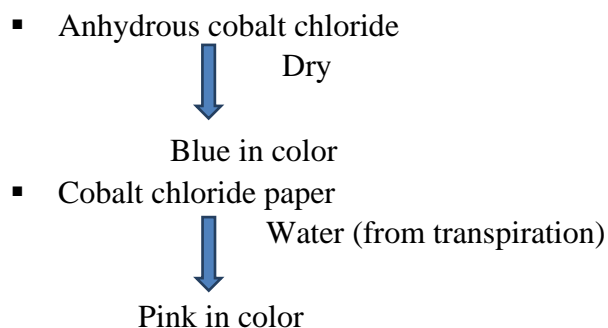 ▪ Anhydrous cobalt chloride
Dry
Blue in color
▪ Cobalt chloride paper
Water (from transpiration)
Pink in color